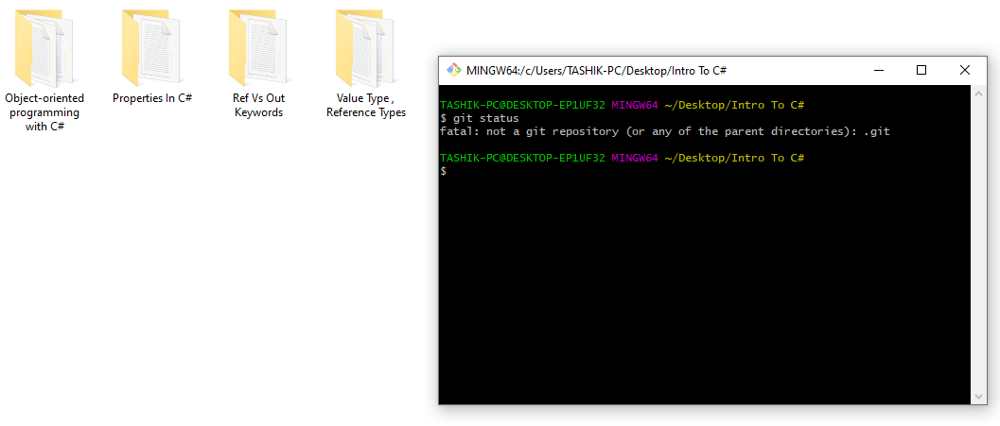 Object-oriented
programming
with C#
Properties In C#
Ref Vs Out
Keywords
Value Type ,
Reference Types
MINGW64:/c/Users/TASHIK-PC/Desktop/Intro To C#
TASHIK-PC@DESKTOP-EP1UF32 MINGW64 ~/Desktop/Intro To C#
$ git status
fatal: not a git repository (or any of the parent directories): .git
TASHIK-PC@DESKTOP-EP1UF32 MINGW64 ~/Desktop/Intro To C#
$